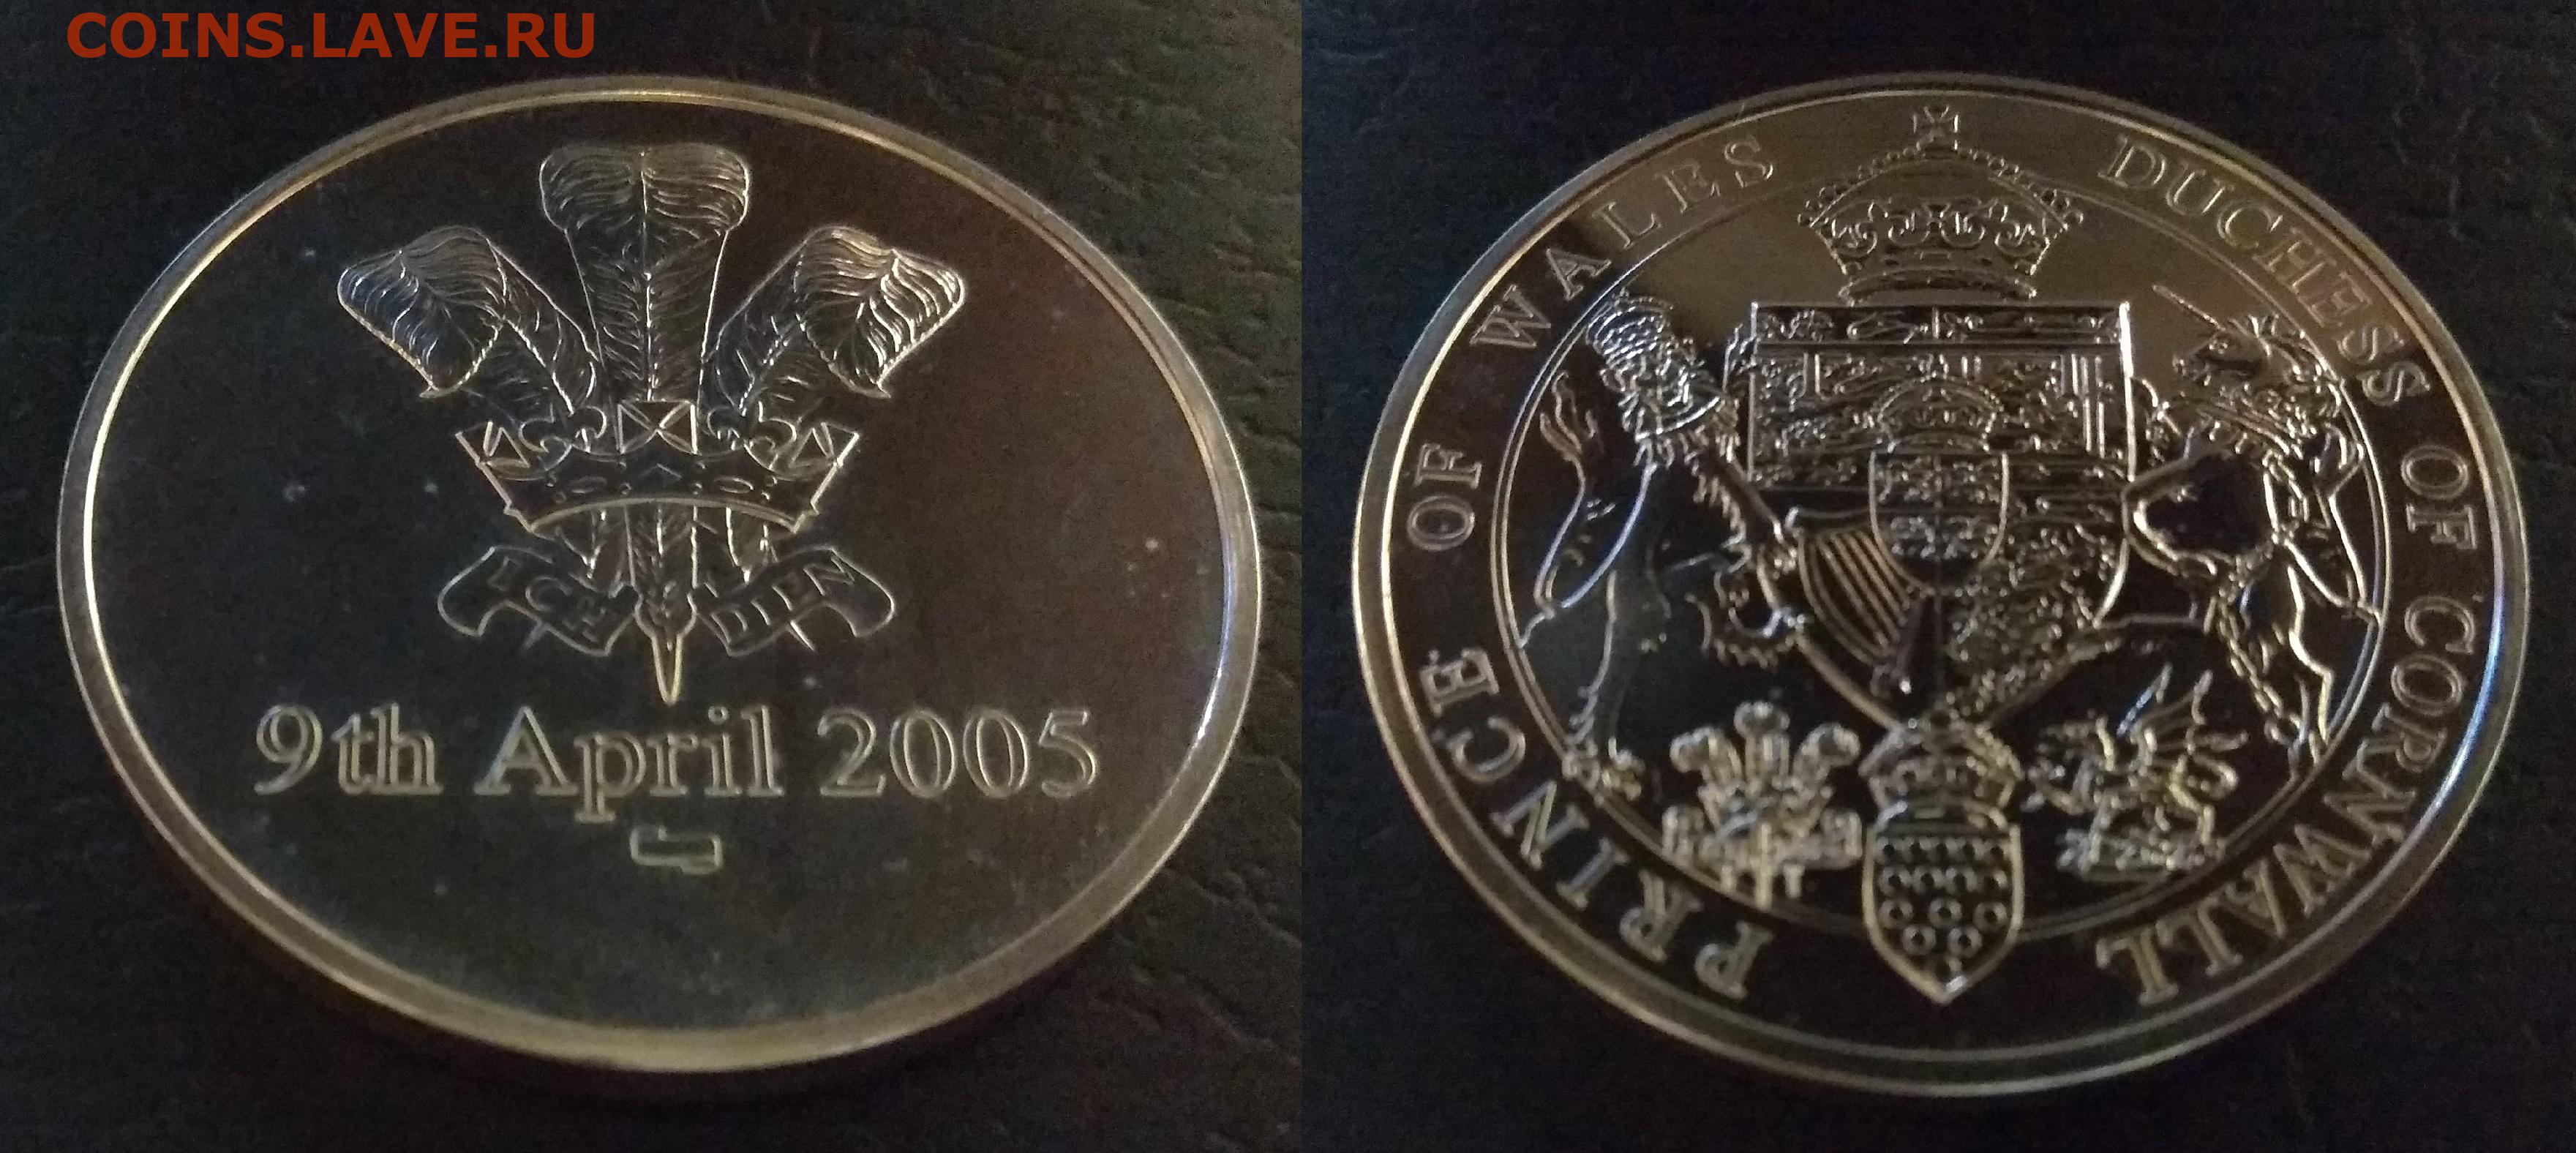 COINS.LAVE.RU
ICH DIEN
9th April 2005
PRINCE OF WALES DUCHESS OF CORNWALL